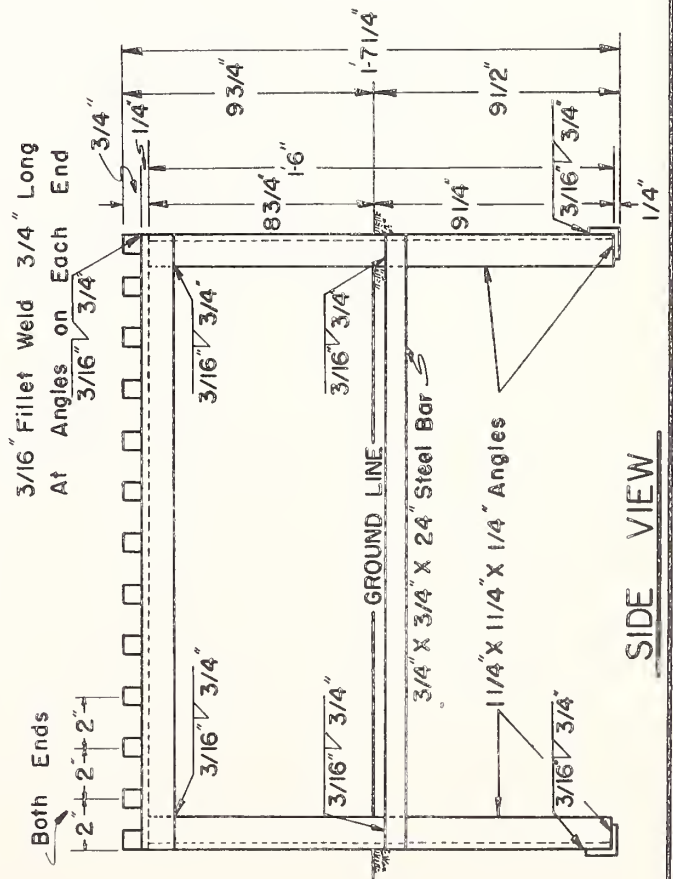 3/16" Fillet Weld 3/4" Long
At Angles on Each End
3/16" 3/4"
Both Ends
2" 2" 2"
3/4"
1/4"
9 3/4"
1'-7 1/4"
8 3/4"
1'-6"
9 1/2"
9 1/4"
3/16" 3/4"
1/4"
3/16" 3/4"
3/16" 3/4"
3/16" 3/4"
3/16" 3/4"
GROUND LINE
3/4" X 3/4" X 24" Steel Bar
1 1/4" X 1 1/4" X 1/4" Angles
3/16" 3/4"
SIDE VIEW